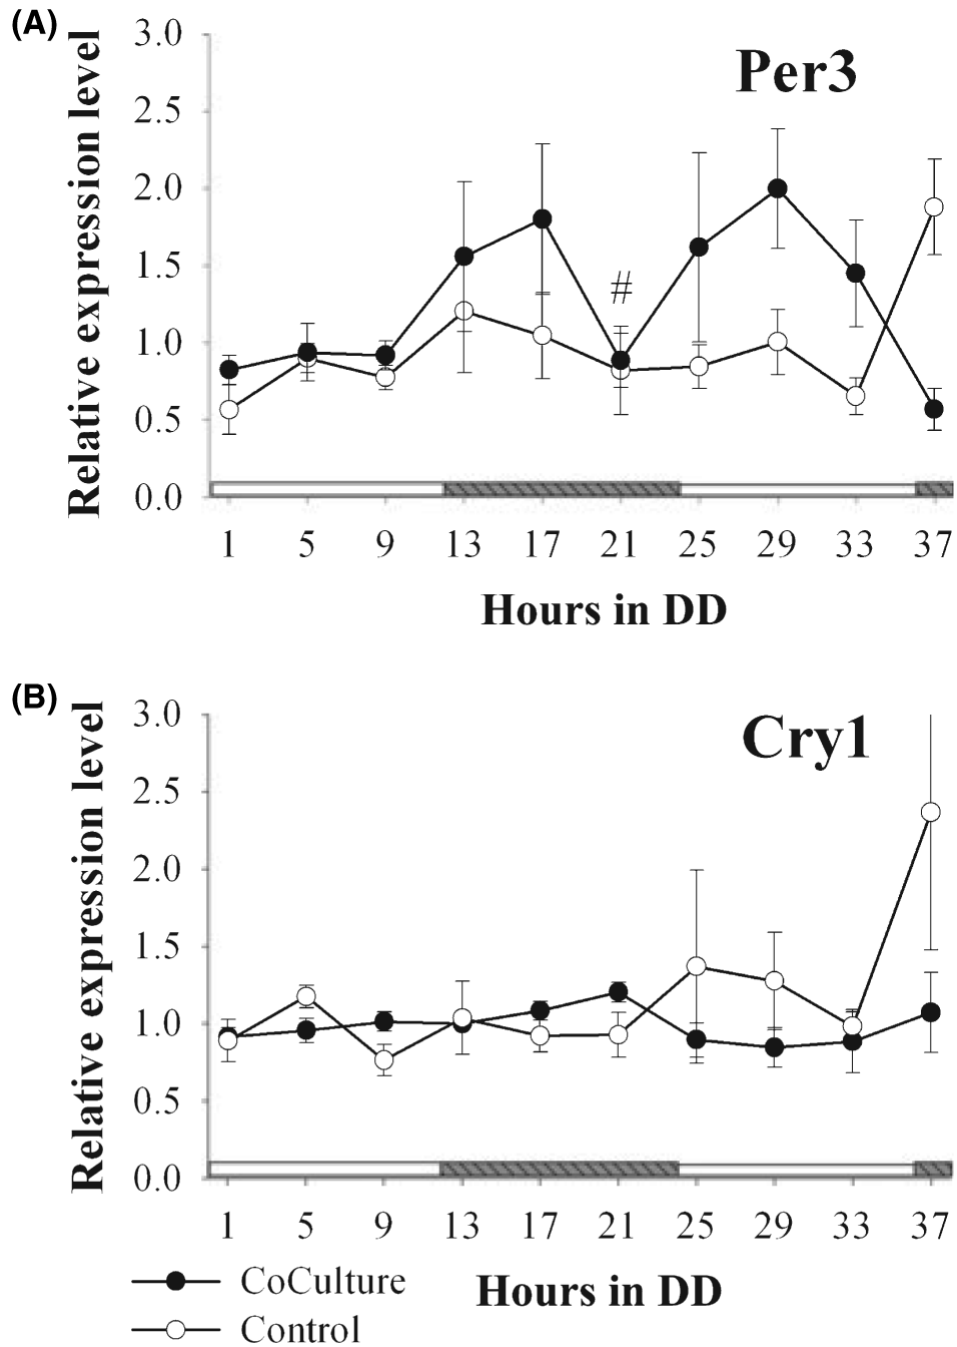 (A)
Per3
Relative expression level
3.0
2.5
2.0
1.5
1.0
0.5
0.0
#
1 5 9 13 17 21 25 29 33 37
Hours in DD
(B)
Cry1
Relative expression level
3.0
2.5
2.0
1.5
1.0
0.5
0.0
1 5 9 13 17 21 25 29 33 37
Hours in DD
CoCulture
Control